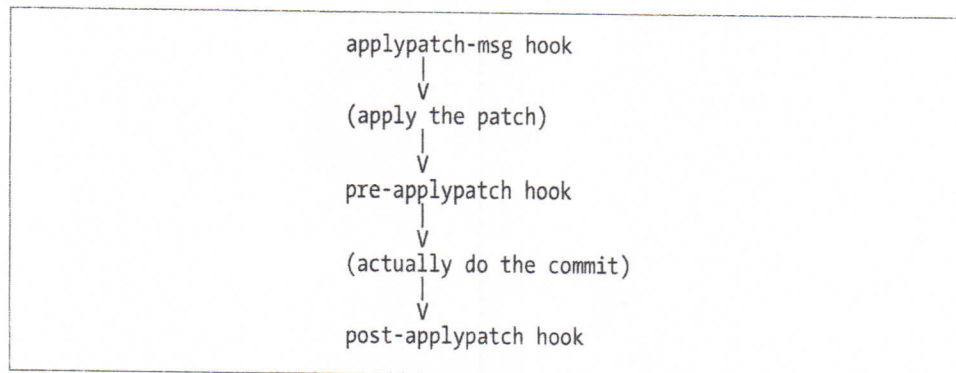 applypatch-msg hook
|
V
(apply the patch)
|
V
pre-applypatch hook
|
V
(actually do the commit)
|
V
post-applypatch hook